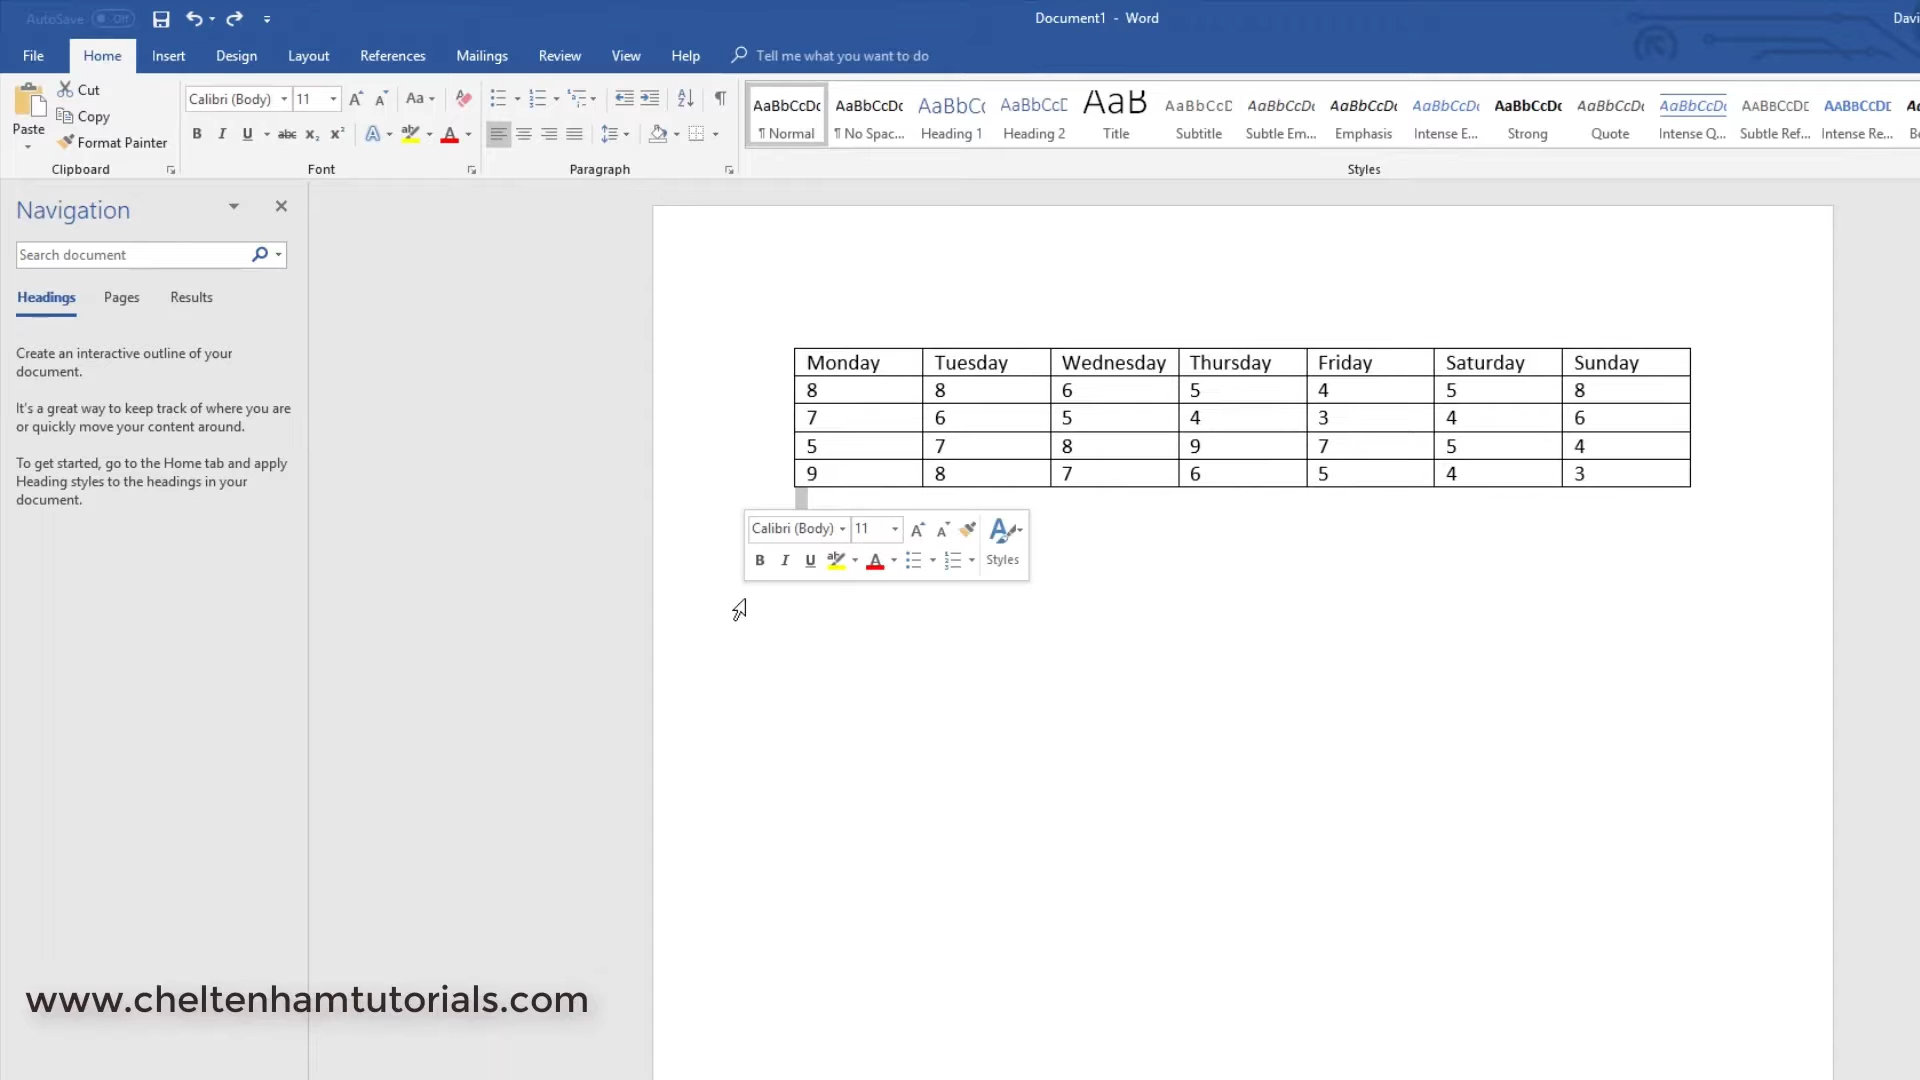 AutoSave Off
Document1 - Word
Davi
File Home Insert Design Layout References Mailings Review View Help Tell me what you want to do
Paste
Cut
Copy
Format Painter
Clipboard
Calibri (Body) 11
Aa
B I U abc x₂ x²
Font
Paragraph
AaBbCcDc AaBbCcDc AaBbCc AaBbCcE AaB AaBbCcD AaBbCcDc AaBbCcDc AaBbCcDc AaBbCcDc AaBbCcDc AaBbCcDc AaBbCcDc AaBbCcDc
¶ Normal ¶ No Spac... Heading 1 Heading 2 Title Subtitle Subtle Em... Emphasis Intense E... Strong Quote Intense Q... Subtle Ref... Intense Re...
Styles
Navigation
Search document
Headings Pages Results
Create an interactive outline of your
document.
It's a great way to keep track of where you are
or quickly move your content around.
To get started, go to the Home tab and apply
Heading styles to the headings in your
document.
Monday Tuesday Wednesday Thursday Friday Saturday Sunday
8 8 6 5 4 5 8
7 6 5 4 3 4 6
5 7 8 9 7 5 4
9 8 7 6 5 4 3
Calibri (Body) 11
B I U Styles
www.cheltenhamtutorials.com